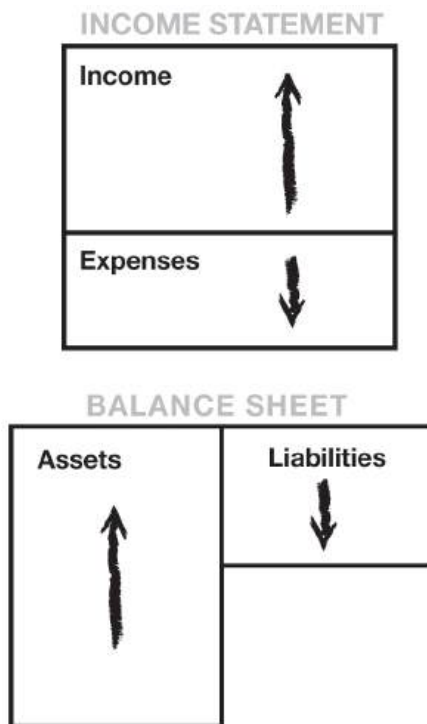 INCOME STATEMENT
Income
Expenses
BALANCE SHEET
Assets
Liabilities